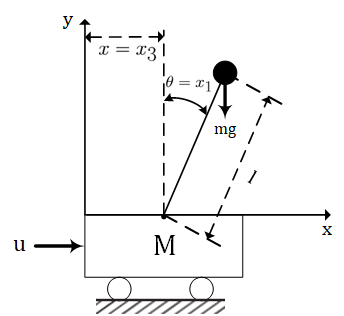 y
x = x₃
θ = x₁
mg
l
x
u
M